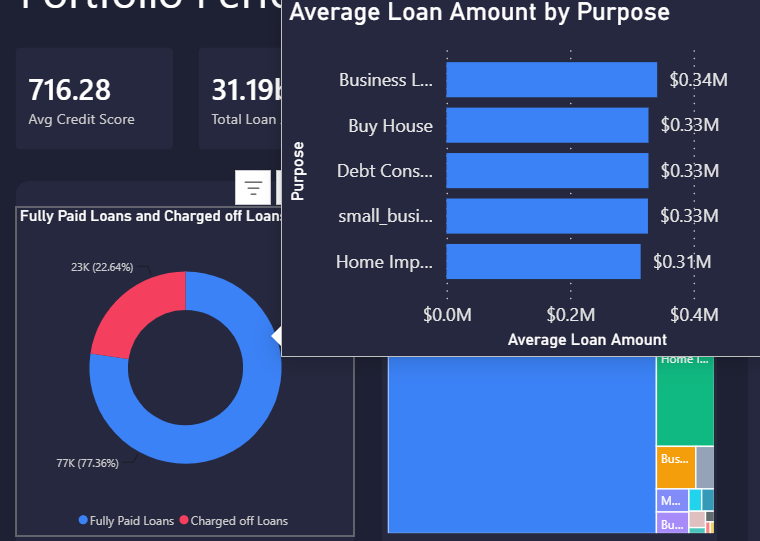 Average Loan Amount by Purpose
716.28
Avg Credit Score
31.19b
Total Loan
Purpose
Business L...
$0.34M
Buy House
$0.33M
Debt Cons...
$0.33M
small_busi...
$0.33M
Home Imp...
$0.31M
$0.0M $0.2M $0.4M
Average Loan Amount
Fully Paid Loans and Charged off Loans
23K (22.64%)
77K (77.36%)
Fully Paid Loans Charged off Loans
Home I...
Bus...
M...
Bu...